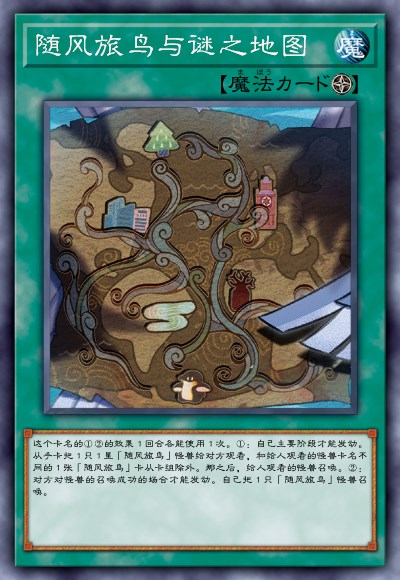 随风旅鸟与谜之地图
魔
【魔法カード】
まほう
这个卡名的①②的效果1回合各能使用1次。①：自己主要阶段才能发动。
从手卡把1只1星「随风旅鸟」怪兽给对方观看，和给人观看的怪兽卡名不
同的1张「随风旅鸟」卡从卡组除外。那之后，给人观看的怪兽召唤。②：
对方对怪兽的召唤成功的场合才能发动。自己把1只「随风旅鸟」怪兽召
唤。